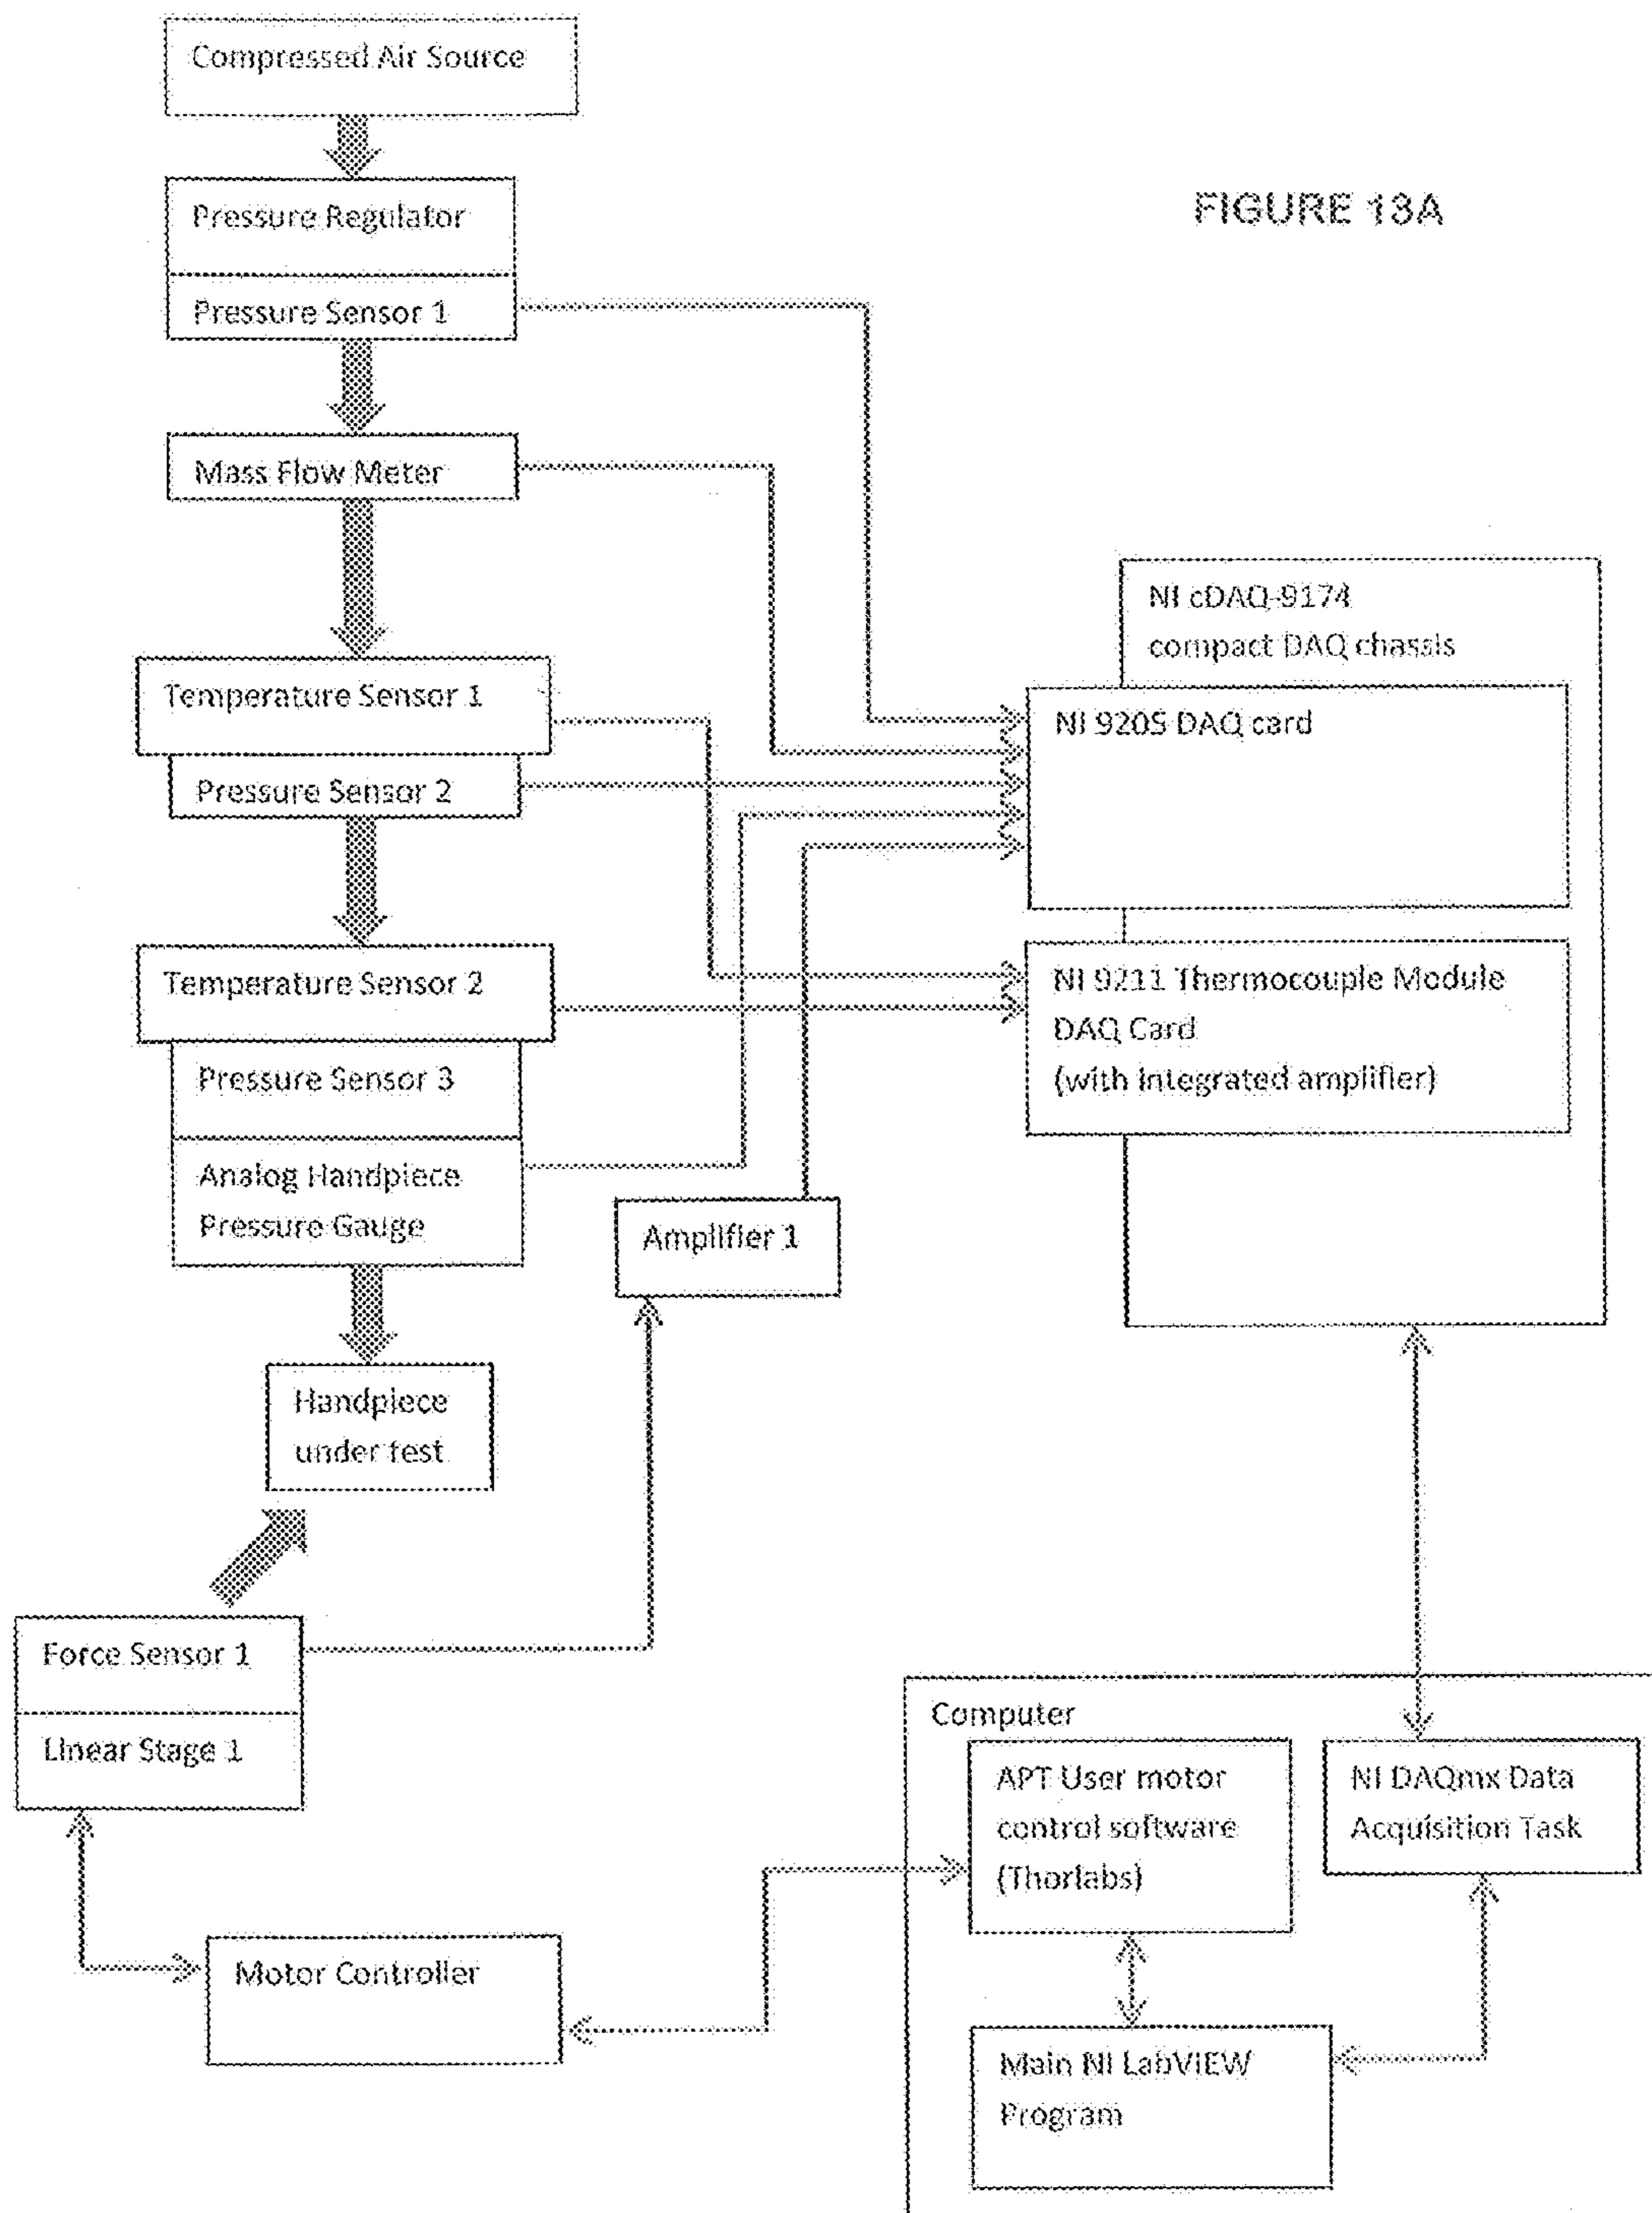 Compressed Air Source
Pressure Regulator
Pressure Sensor 1
FIGURE 13A
Mass Flow Meter
Temperature Sensor 1
Pressure Sensor 2
NI cDAQ-9174
compact DAQ chassis
NI 9205 DAQ card
Temperature Sensor 2
Pressure Sensor 3
Analog Handpiece
Pressure Gauge
NI 9211 Thermocouple Module
DAQ Card
(with integrated amplifier)
Amplifier 1
Handpiece
under test
Force Sensor 1
Linear Stage 1
Motor Controller
Computer
APT User motor
control software
(Thorlabs)
NI DAQmx Data
Acquisition Task
Main NI LabVIEW
Program